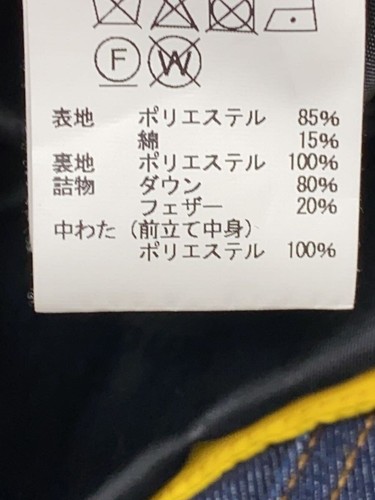 F W
表地 ポリエステル 85%
綿 15%
裏地 ポリエステル 100%
詰物 ダウン 80%
フェザー 20%
中わた（前立て中身）
ポリエステル 100%